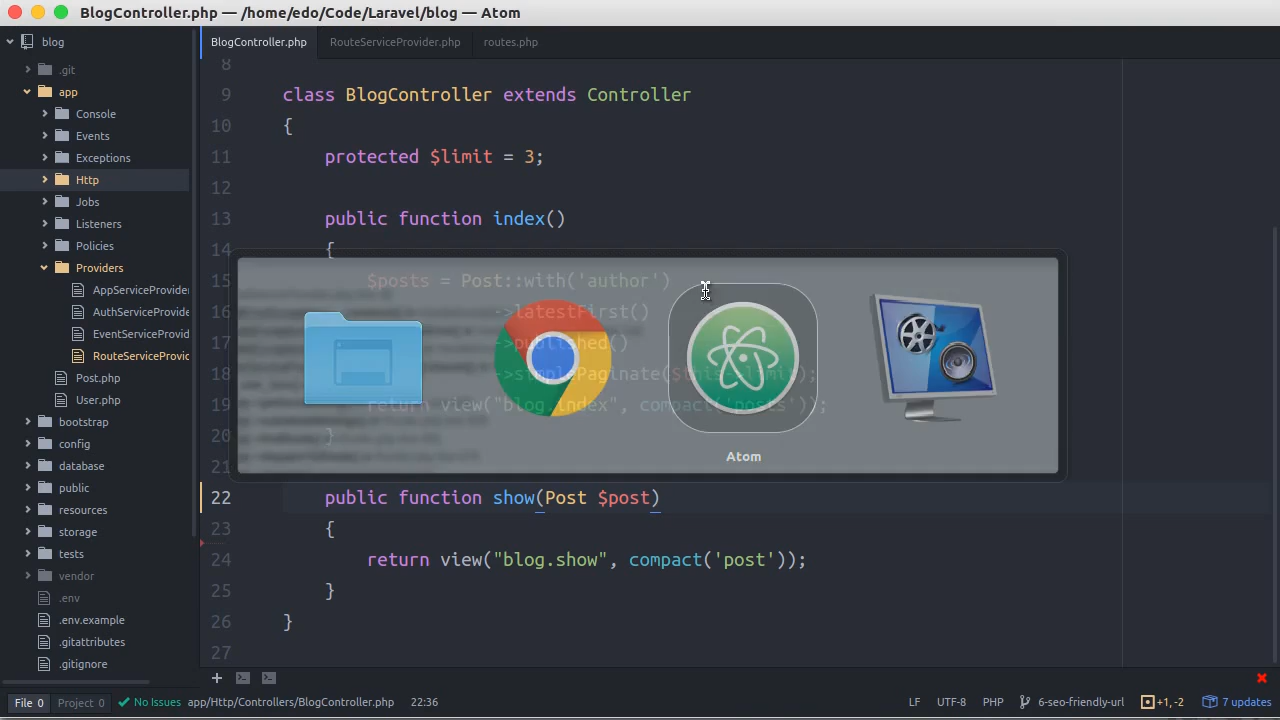 BlogController.php — /home/edo/Code/Laravel/blog — Atom
blog
.git
app
Console
Events
Exceptions
Http
Jobs
Listeners
Policies
Providers
AppServiceProvider
AuthServiceProvide
EventServiceProvid
RouteServiceProvic
Post.php
User.php
bootstrap
config
database
public
resources
storage
tests
vendor
.env
.env.example
.gitattributes
.gitignore
BlogController.php RouteServiceProvider.php routes.php
8
9 class BlogController extends Controller
10 {
11 protected $limit = 3;
12
13 public function index()
14 {
15 $posts = Post::with('author')
16 ->latestFirst()
17 ->published()
18 ->simplePaginate($this->limit);
19 return view("blog.index", compact('posts'));
20 }
21
22 public function show(Post $post)
23 {
24 return view("blog.show", compact('post'));
25 }
26 }
27
Atom
File 0 Project 0 No Issues app/Http/Controllers/BlogController.php 22:36 LF UTF-8 PHP 6-seo-friendly-url +1, -2 7 updates